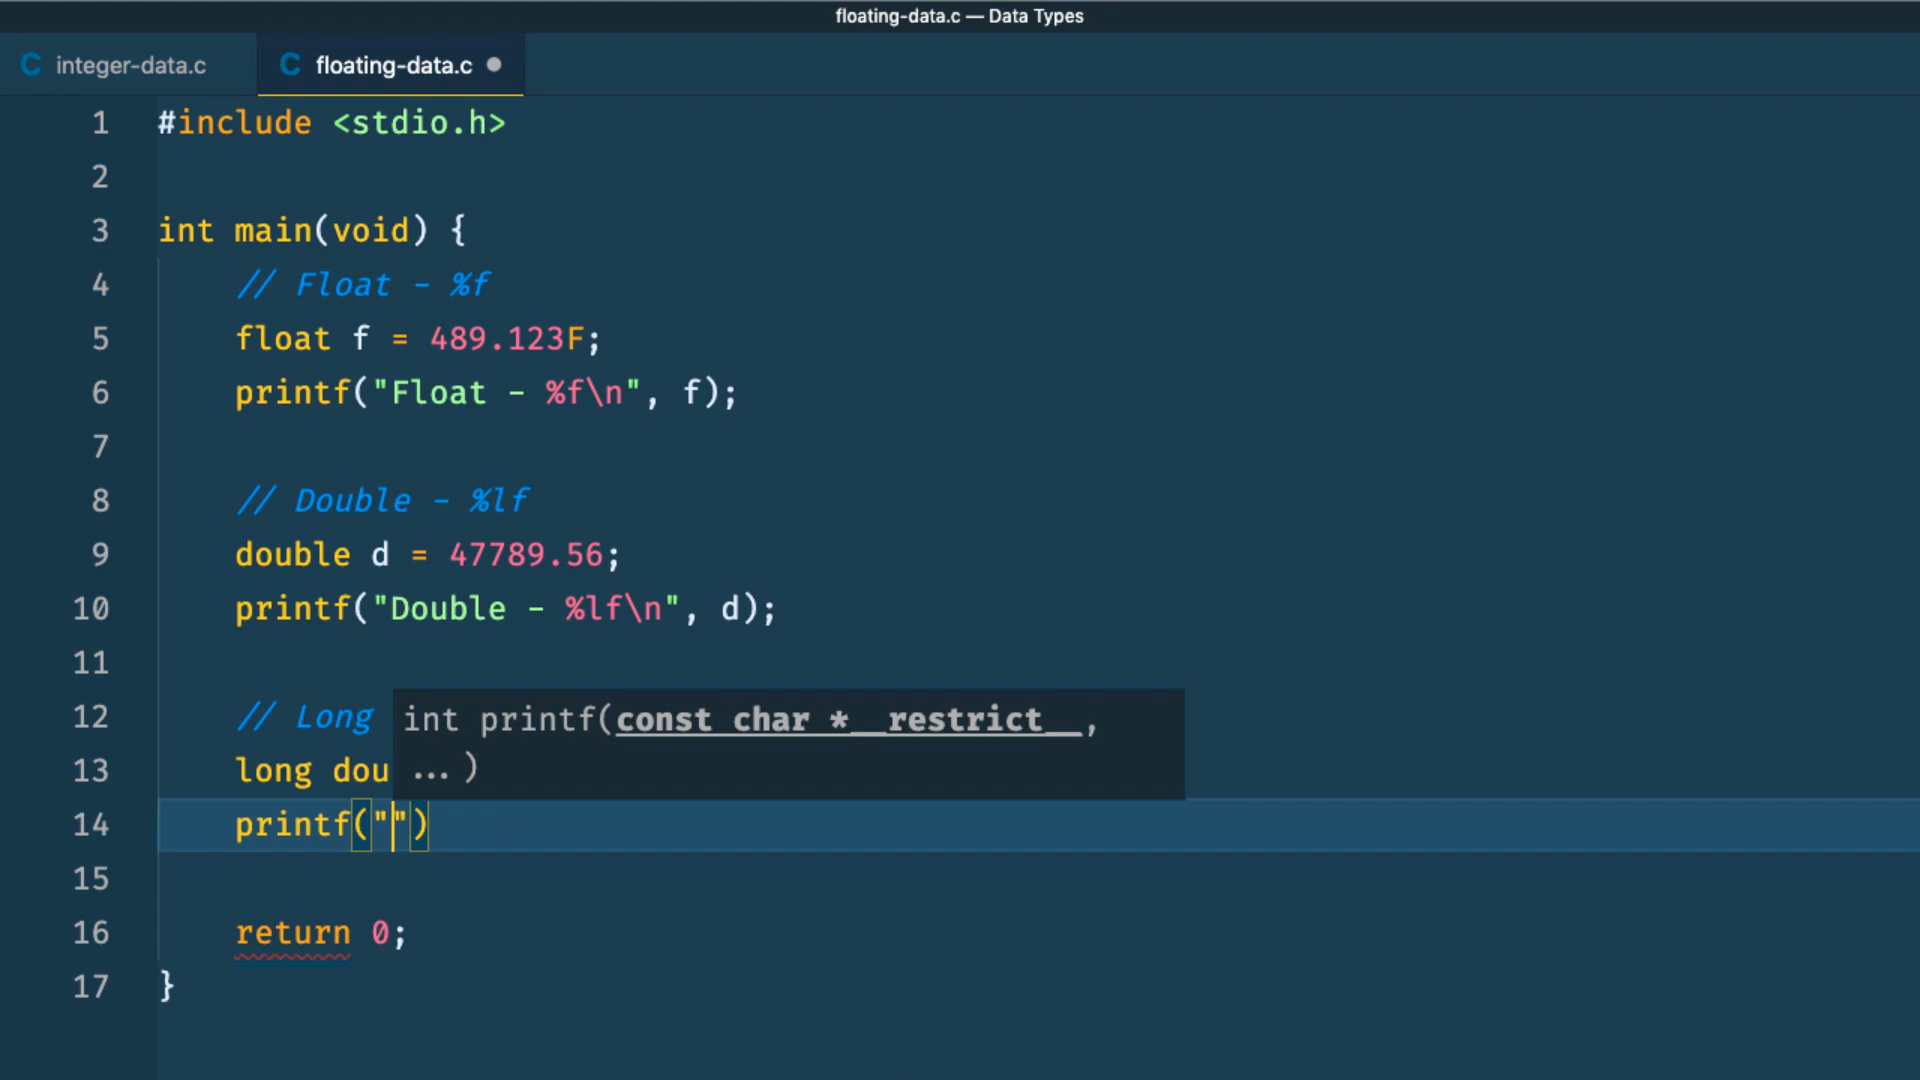 floating-data.c — Data Types
C integer-data.c C floating-data.c
1 #include <stdio.h>
2
3 int main(void) {
4 // Float - %f
5 float f = 489.123F;
6 printf("Float - %f\n", f);
7
8 // Double - %lf
9 double d = 47789.56;
10 printf("Double - %lf\n", d);
11
12 // Long
int printf(const char *__restrict__,
13 long dou
...)
14 printf("")
15
16 return 0;
17 }